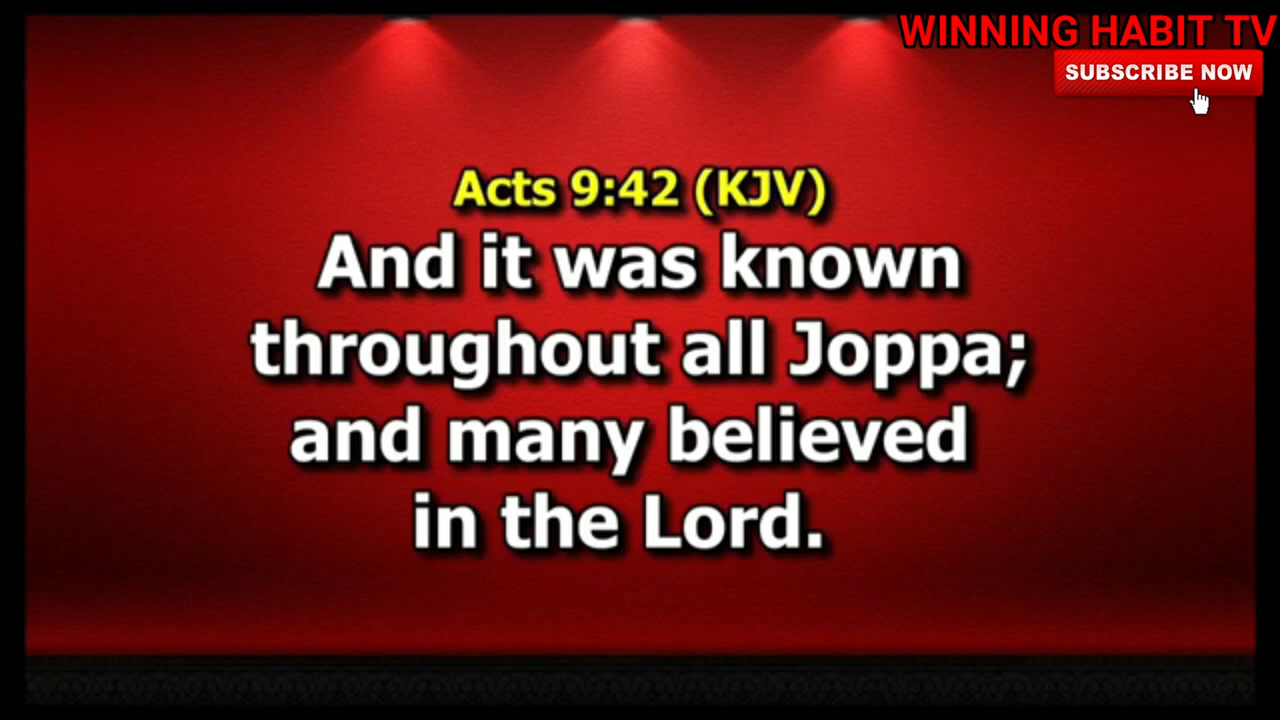 WINNING HABIT TV
SUBSCRIBE NOW
Acts 9:42 (KJV)
And it was known
throughout all Joppa;
and many believed
in the Lord.